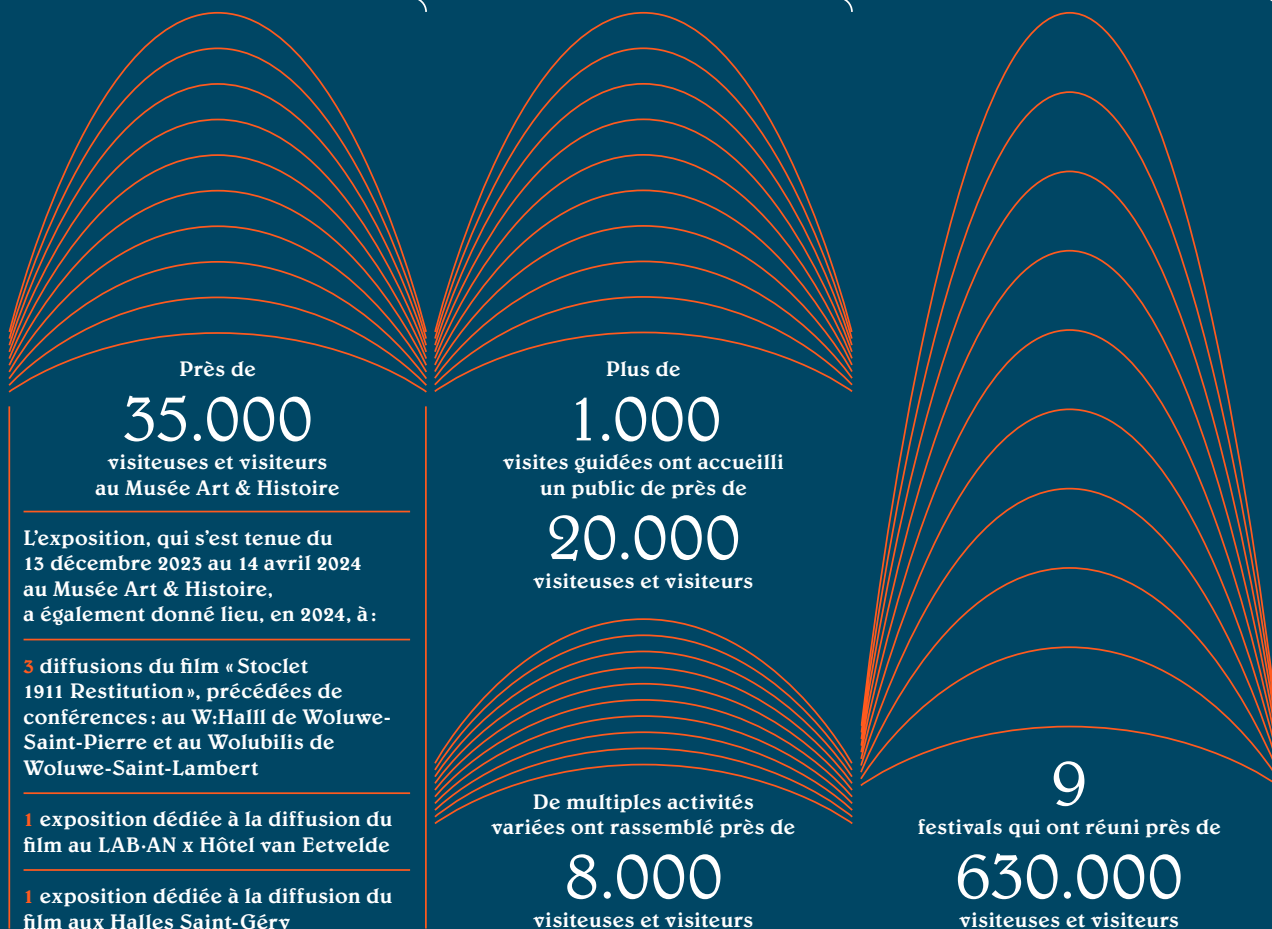 Près de
35.000
visiteuses et visiteurs
au Musée Art & Histoire
L’exposition, qui s’est tenue du
13 décembre 2023 au 14 avril 2024
au Musée Art & Histoire,
a également donné lieu, en 2024, à :
3 diffusions du film « Stoclet
1911 Restitution », précédées de
conférences : au W:Halll de Woluwe-
Saint-Pierre et au Wolubilis de
Woluwe-Saint-Lambert
1 exposition dédiée à la diffusion du
film au LAB·AN x Hôtel van Eetvelde
1 exposition dédiée à la diffusion du
film aux Halles Saint-Géry
Plus de
1.000
visites guidées ont accueilli
un public de près de
20.000
visiteuses et visiteurs
De multiples activités
variées ont rassemblé près de
8.000
visiteuses et visiteurs
9
festivals qui ont réuni près de
630.000
visiteuses et visiteurs